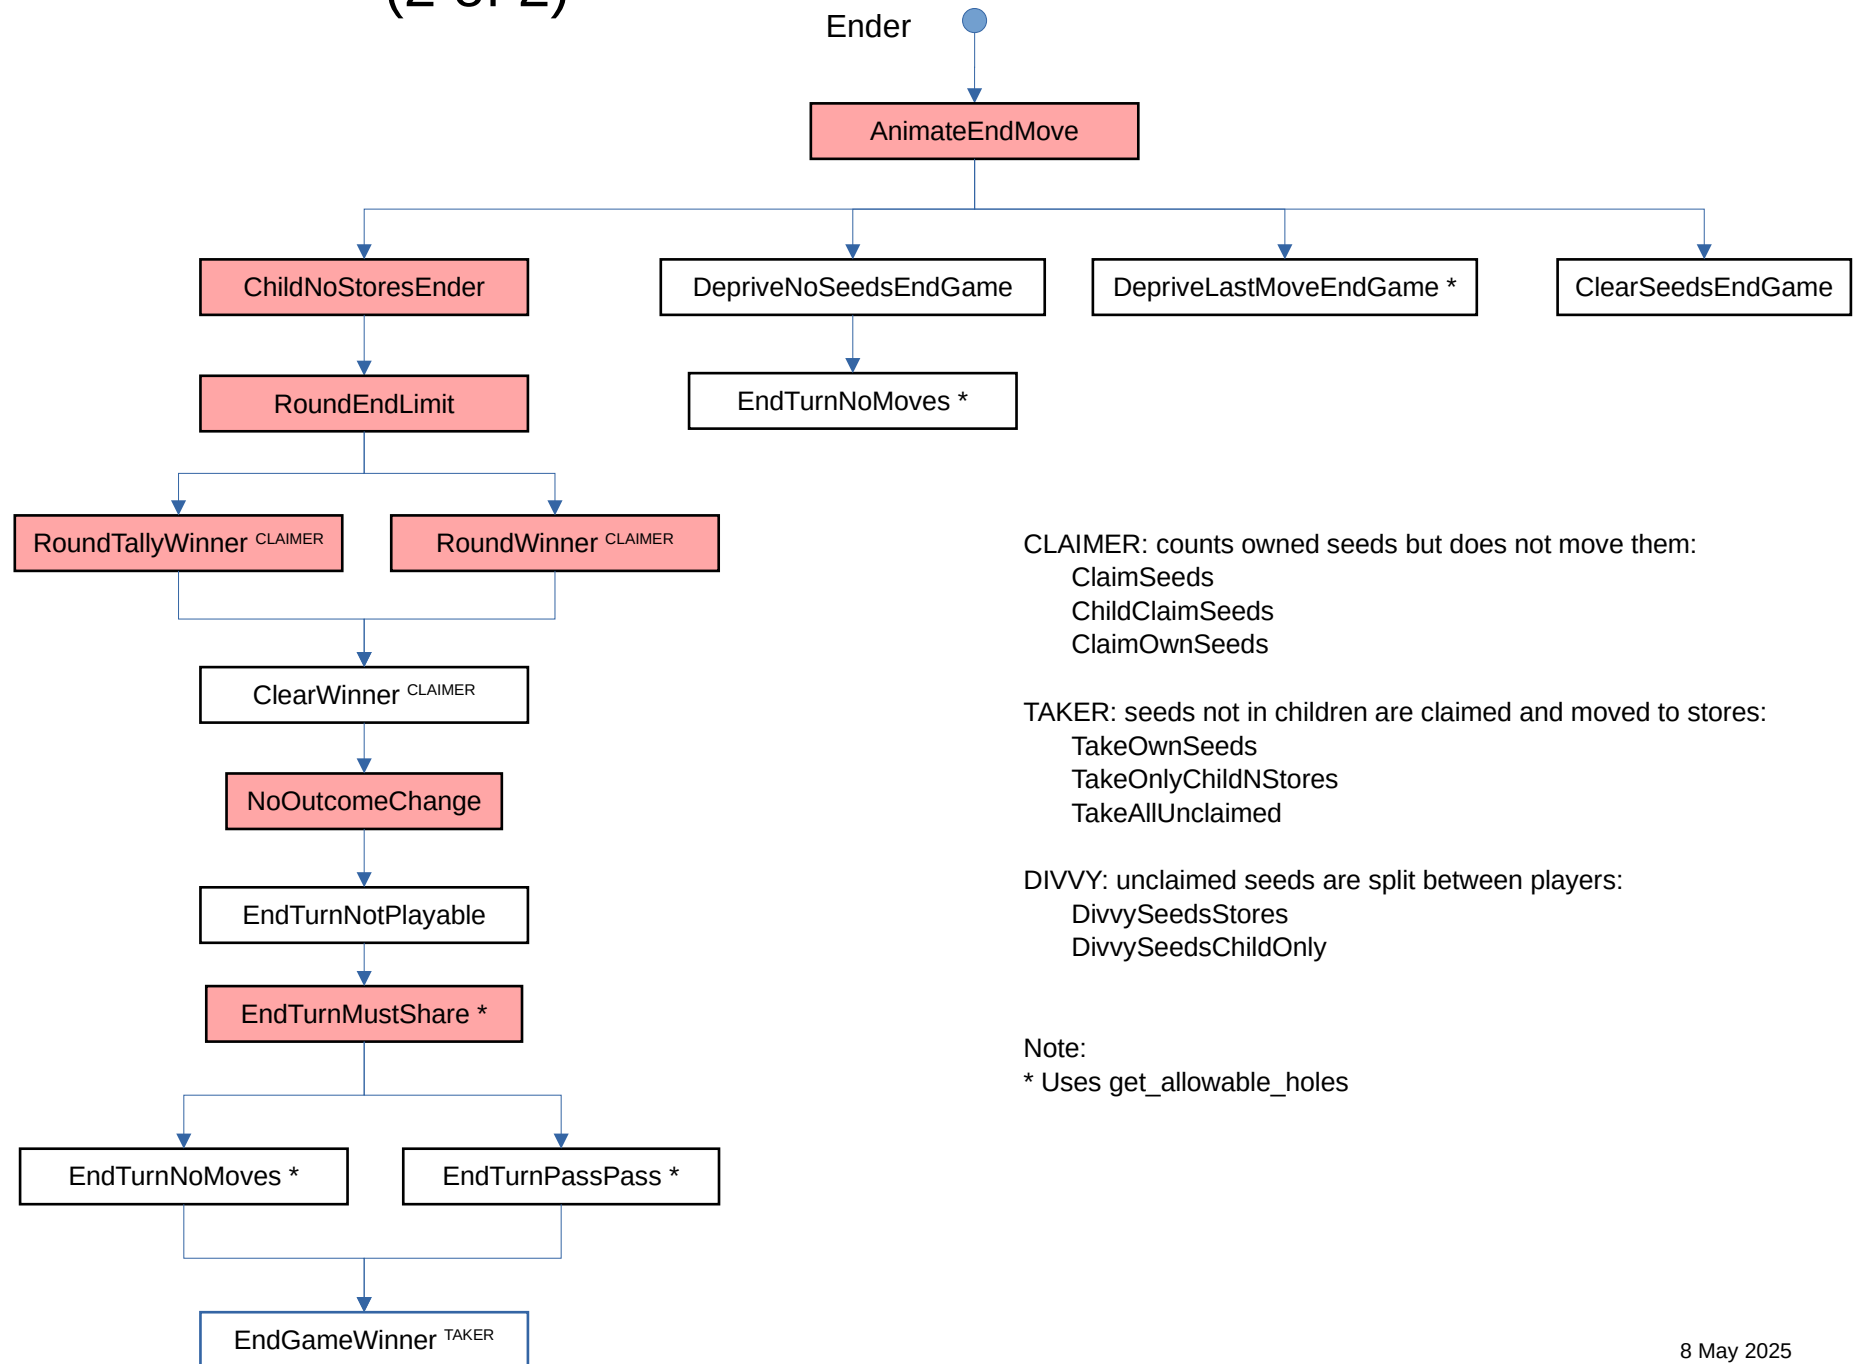 (2 of 2)
Ender
AnimateEndMove
ChildNoStoresEnder
DepriveNoSeedsEndGame
DepriveLastMoveEndGame *
ClearSeedsEndGame
RoundEndLimit
EndTurnNoMoves *
RoundTallyWinner CLAIMER
RoundWinner CLAIMER
ClearWinner CLAIMER
NoOutcomeChange
EndTurnNotPlayable
EndTurnMustShare *
EndTurnNoMoves *
EndTurnPassPass *
EndGameWinner TAKER
CLAIMER: counts owned seeds but does not move them:
ClaimSeeds
ChildClaimSeeds
ClaimOwnSeeds
TAKER: seeds not in children are claimed and moved to stores:
TakeOwnSeeds
TakeOnlyChildNStores
TakeAllUnclaimed
DIVVY: unclaimed seeds are split between players:
DivvySeedsStores
DivvySeedsChildOnly
Note:
* Uses get_allowable_holes
8 May 2025